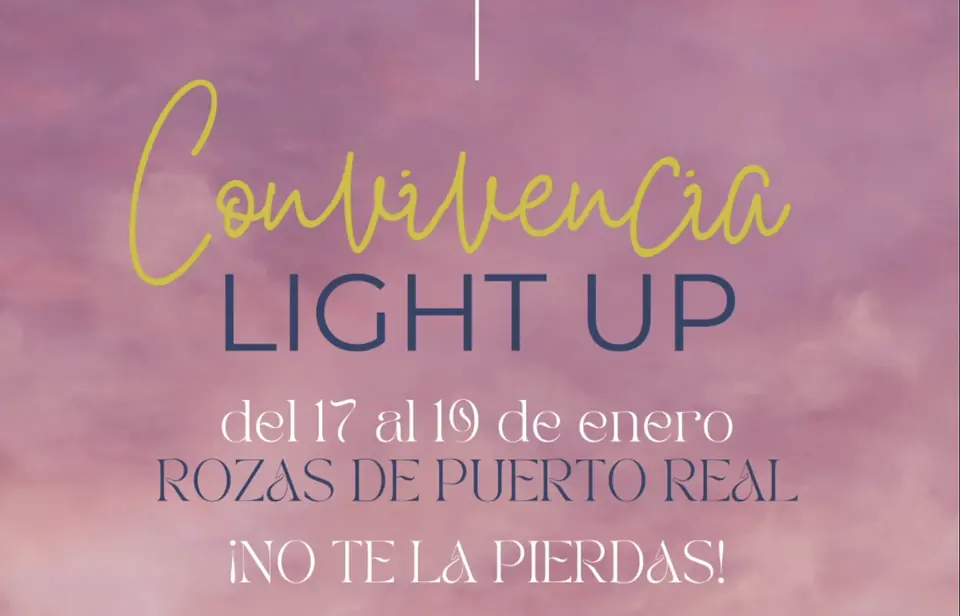 Convivencia
LIGHT UP
del 17 al 19 de enero
ROZAS DE PUERTO REAL
¡NO TE LA PIERDAS!